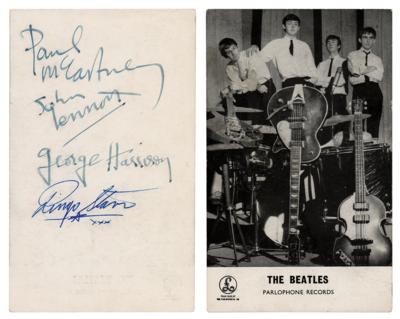 Paul
McCartney
John
Lennon
George Harrison
Ringo Starr
xxx
THE BEATLES
PARLOPHONE RECORDS